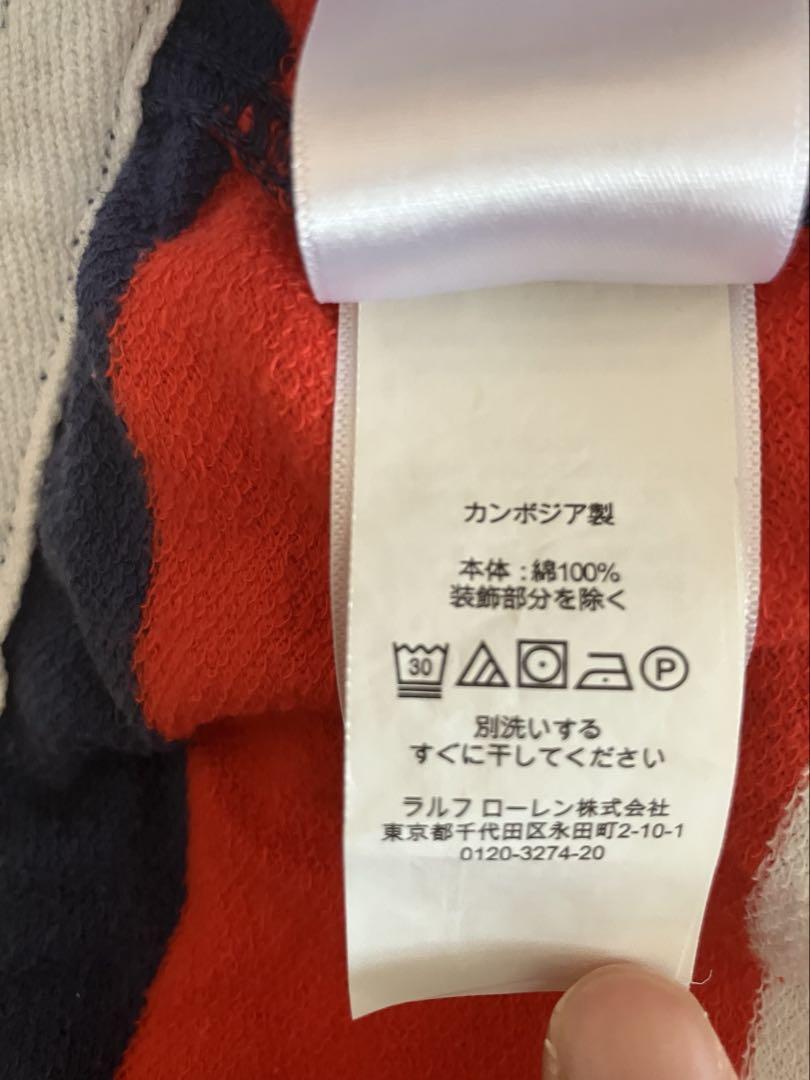 カンボジア製
本体：綿100%
装飾部分を除く
30 P
別洗いする
すぐに干してください
ラルフ ローレン株式会社
東京都千代田区永田町2-10-1
0120-3274-20